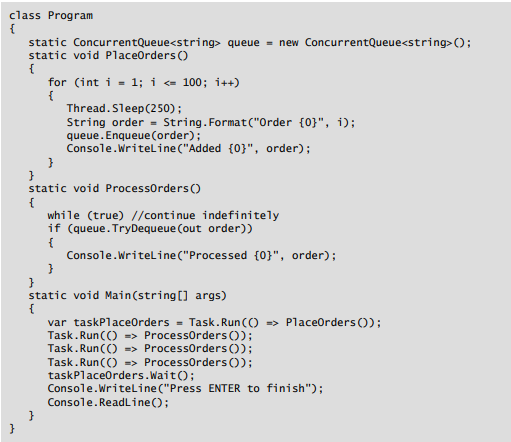 class Program
{
    static ConcurrentQueue<string> queue = new ConcurrentQueue<string>();
    static void PlaceOrders()
    {
        for (int i = 1; i <= 100; i++)
        {
            Thread.Sleep(250);
            String order = String.Format("Order {0}", i);
            queue.Enqueue(order);
            Console.WriteLine("Added {0}", order);
        }
    }
    static void ProcessOrders()
    {
        while (true) //continue indefinitely
        if (queue.TryDequeue(out order))
        {
            Console.WriteLine("Processed {0}", order);
        }
    }
    static void Main(string[] args)
    {
        var taskPlaceOrders = Task.Run(() => PlaceOrders());
        Task.Run(() => ProcessOrders());
        Task.Run(() => ProcessOrders());
        Task.Run(() => ProcessOrders());
        taskPlaceOrders.Wait();
        Console.WriteLine("Press ENTER to finish");
        Console.ReadLine();
    }
}